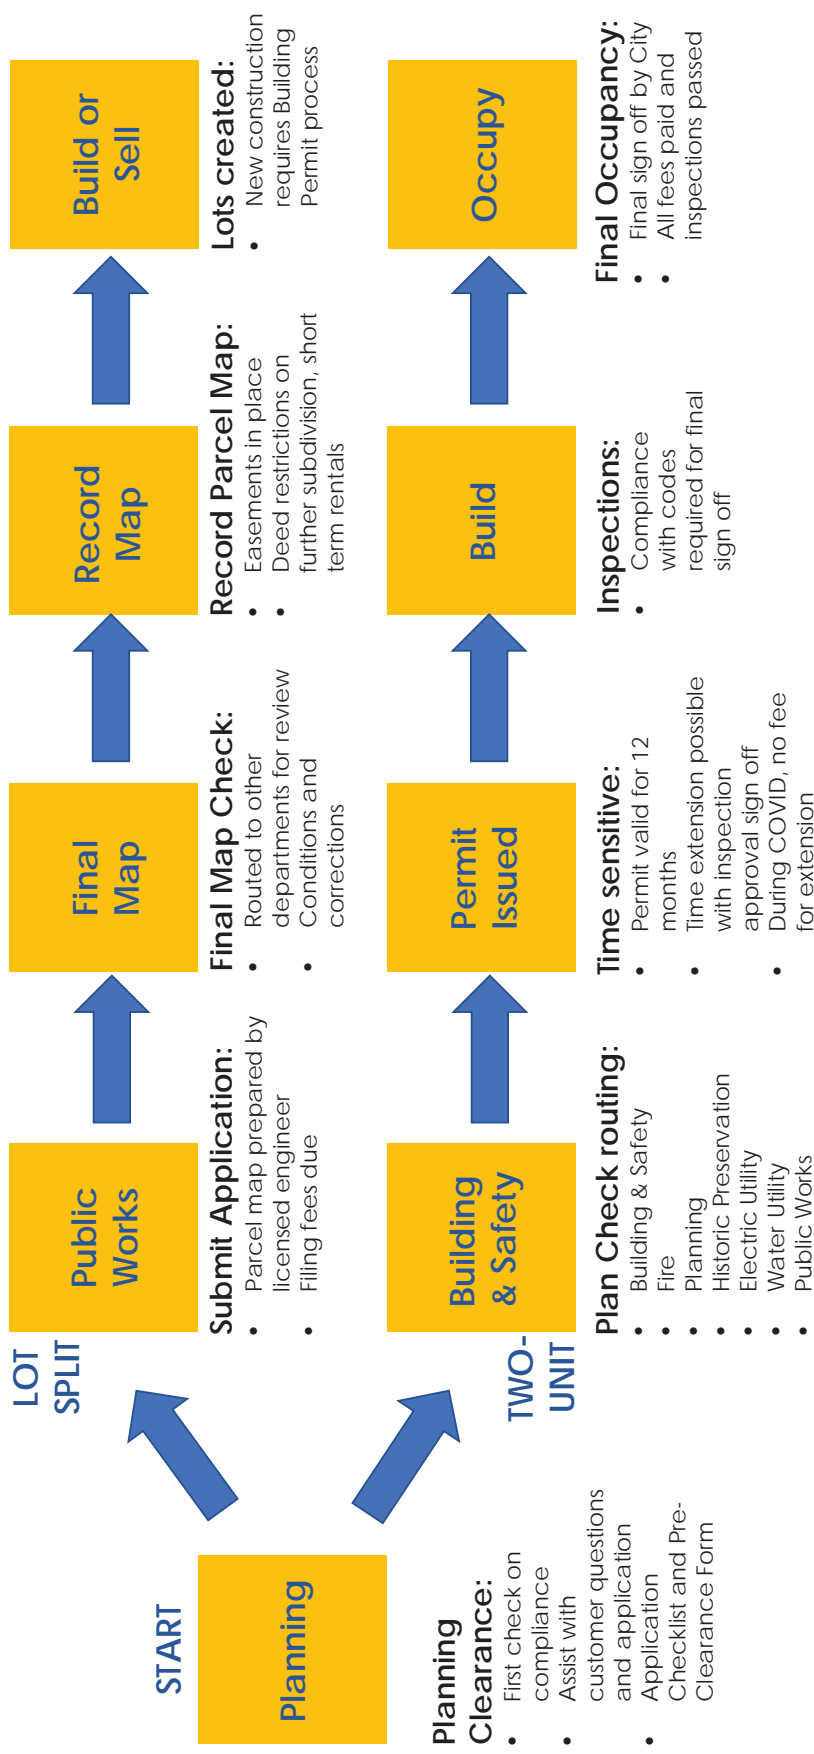 START
Planning
Planning
Clearance:
• First check on
compliance
• Assist with
customer questions
and application
• Application
Checklist and Pre-
Clearance Form
LOT
SPLIT
Public
Works
Submit Application:
• Parcel map prepared by
licensed engineer
• Filing fees due
Final
Map
Final Map Check:
• Routed to other
departments for review
• Conditions and
corrections
Record
Map
Record Parcel Map:
• Easements in place
• Deed restrictions on
further subdivision, short
term rentals
Build or
Sell
Lots created:
• New construction
requires Building
Permit process
TWO-
UNIT
Building
& Safety
Plan Check routing:
• Building & Safety
• Fire
• Planning
• Historic Preservation
• Electric Utility
• Water Utility
• Public Works
Permit
Issued
Time sensitive:
• Permit valid for 12
months
• Time extension possible
with inspection
approval sign off
• During COVID, no fee
for extension
Build
Inspections:
• Compliance
with codes
required for final
sign off
Occupy
Final Occupancy:
• Final sign off by City
• All fees paid and
inspections passed